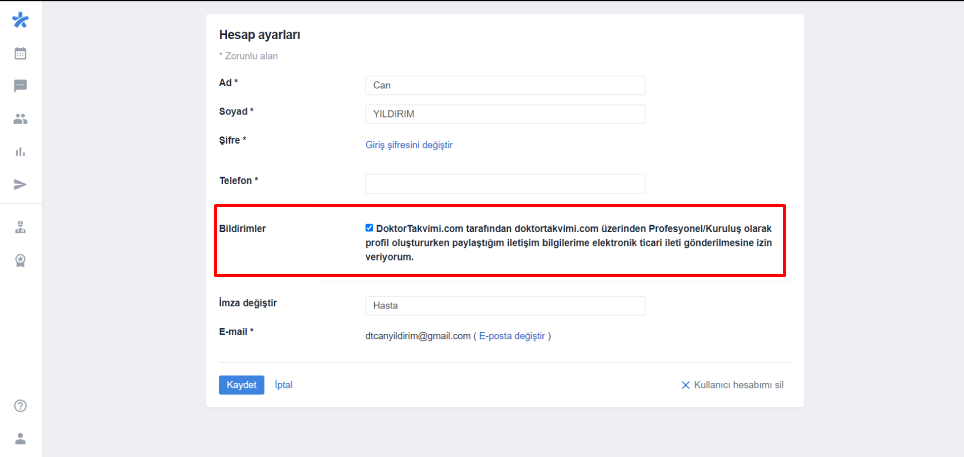 Hesap ayarları
* Zorunlu alan
Ad *
Can
Soyad *
YILDIRIM
Şifre *
Giriş şifresini değiştir
Telefon *
Bildirimler
DoktorTakvimi.com tarafından doktortakvimi.com üzerinden Profesyonel/Kuruluş olarak
profil oluştururken paylaştığım iletişim bilgilerime elektronik ticari ileti gönderilmesine izin
veriyorum.
İmza değiştir
Hasta
E-mail *
dtcanyildirim@gmail.com ( E-posta değiştir )
Kaydet
İptal
Kullanıcı hesabımı sil